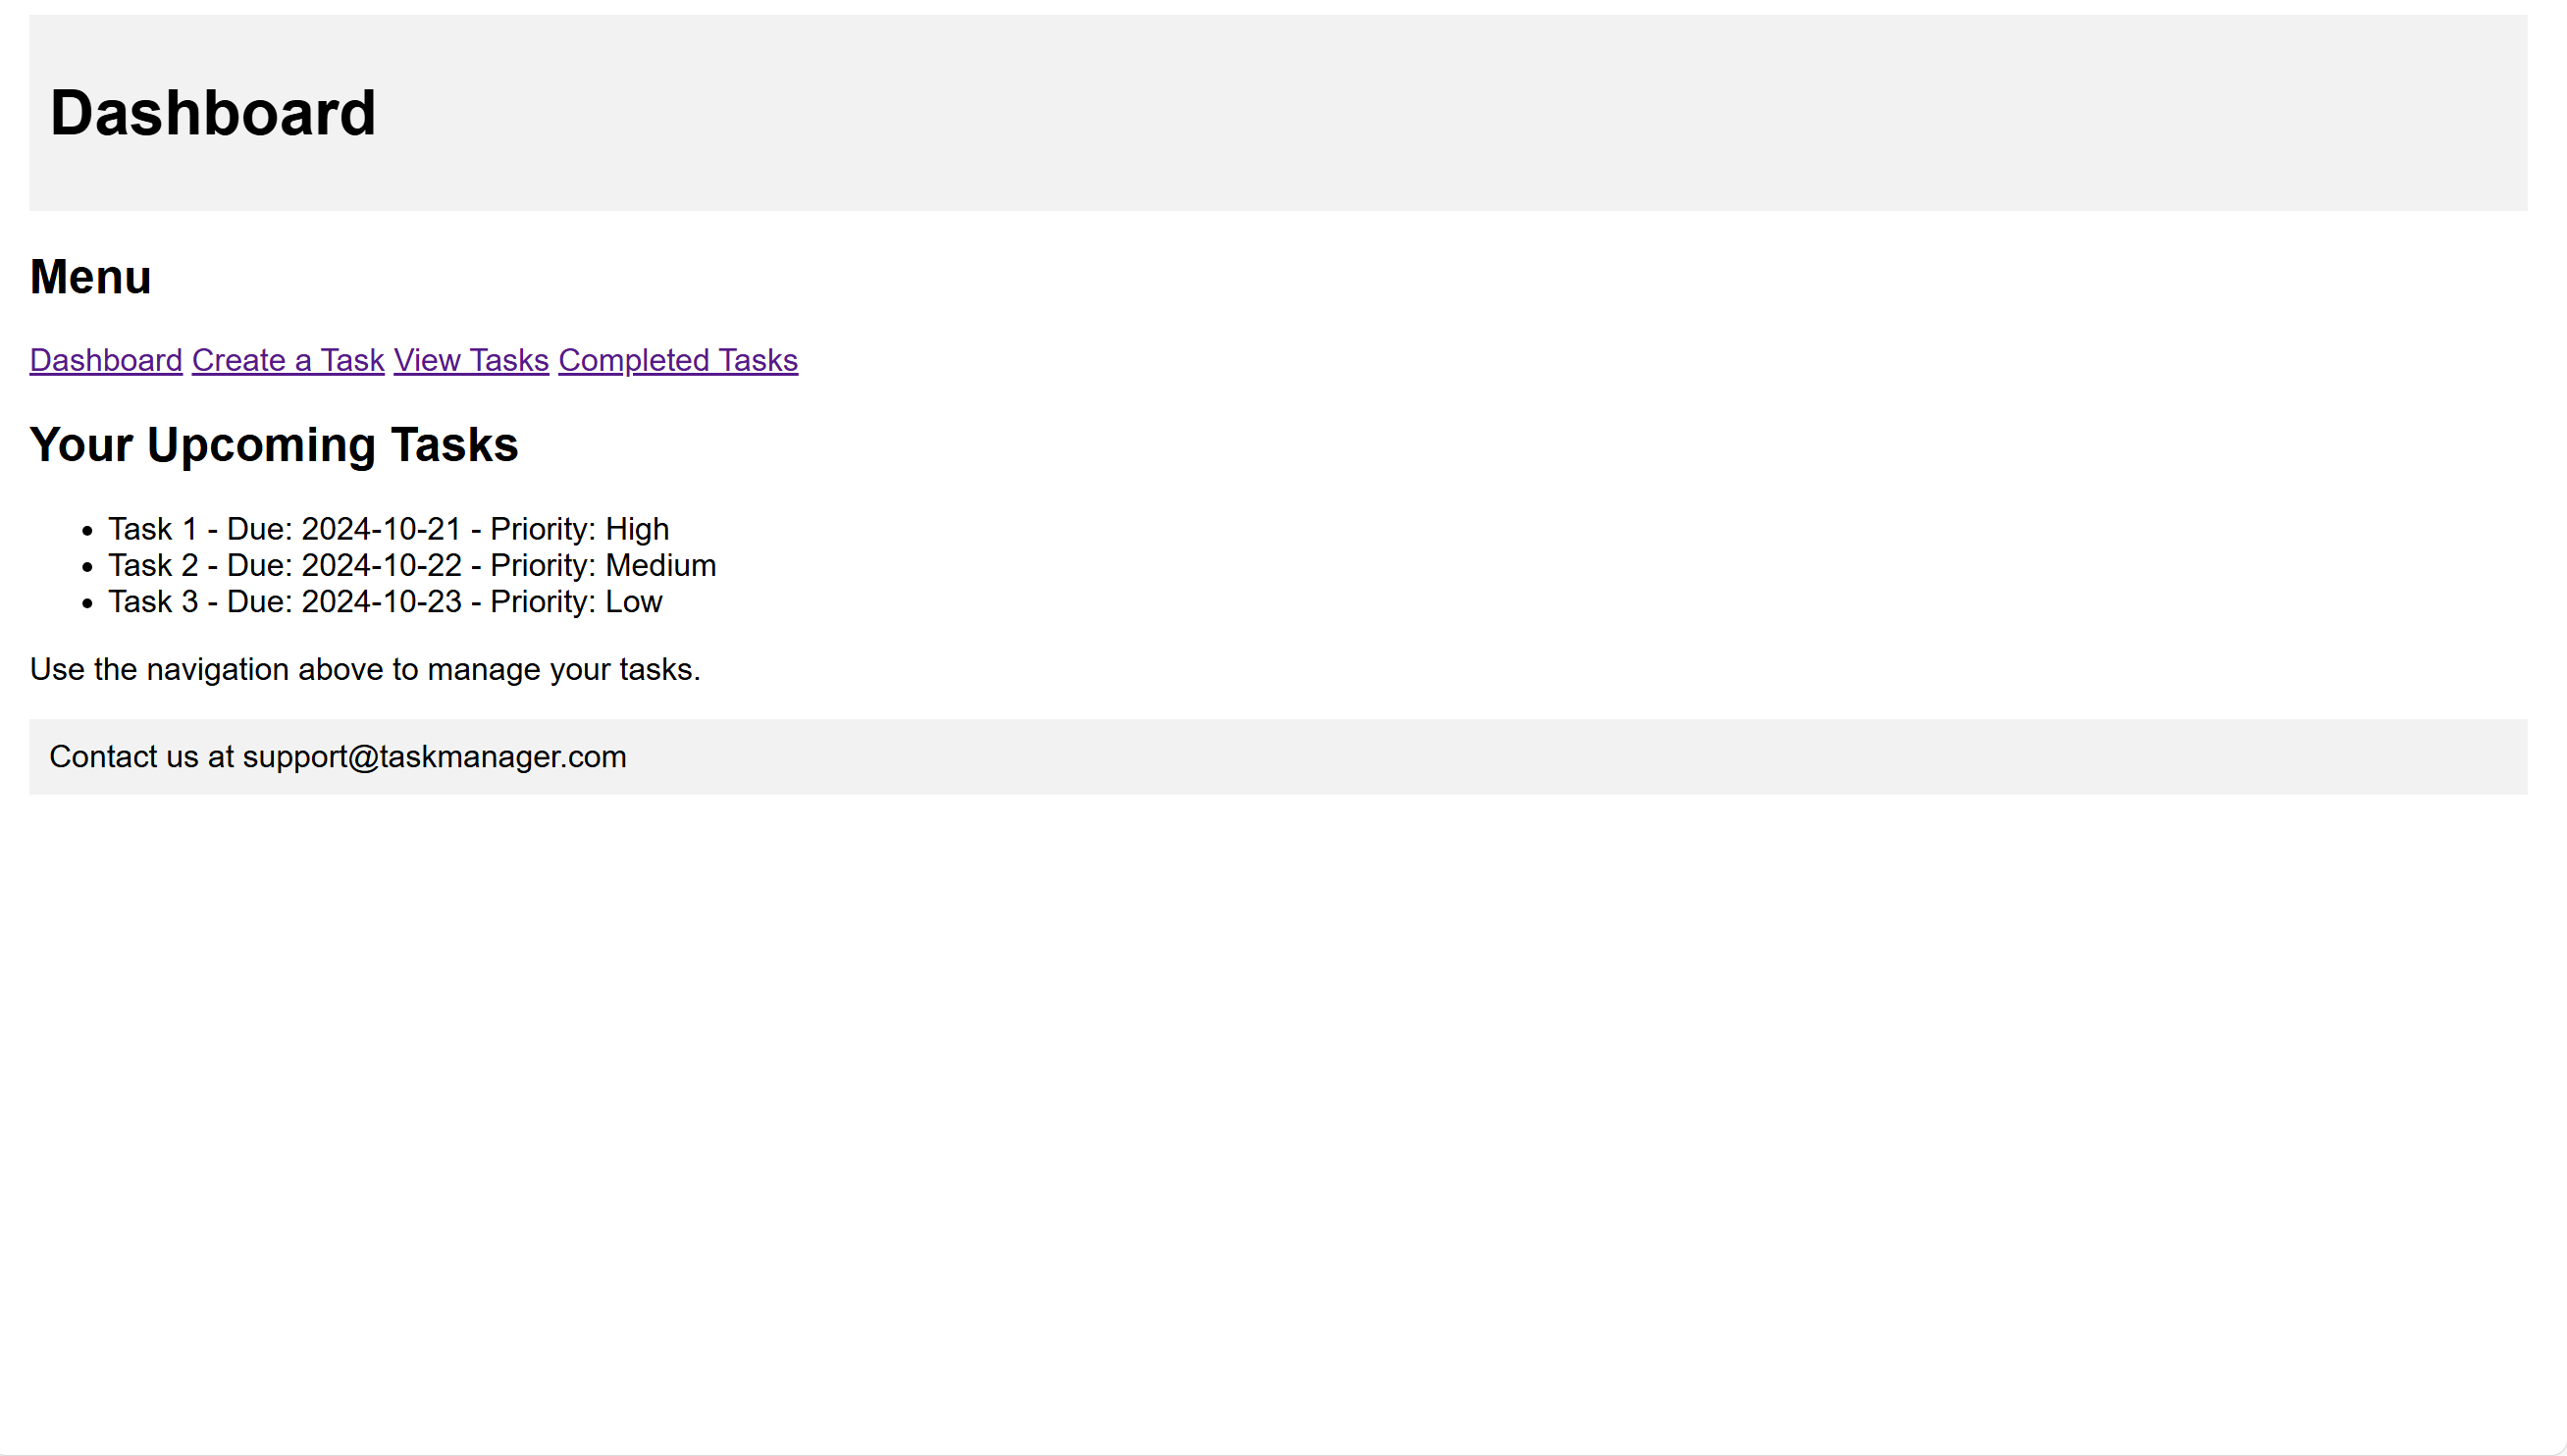 Dashboard
Menu
Dashboard Create a Task View Tasks Completed Tasks
Your Upcoming Tasks
Task 1 - Due: 2024-10-21 - Priority: High
Task 2 - Due: 2024-10-22 - Priority: Medium
Task 3 - Due: 2024-10-23 - Priority: Low
Use the navigation above to manage your tasks.
Contact us at support@taskmanager.com